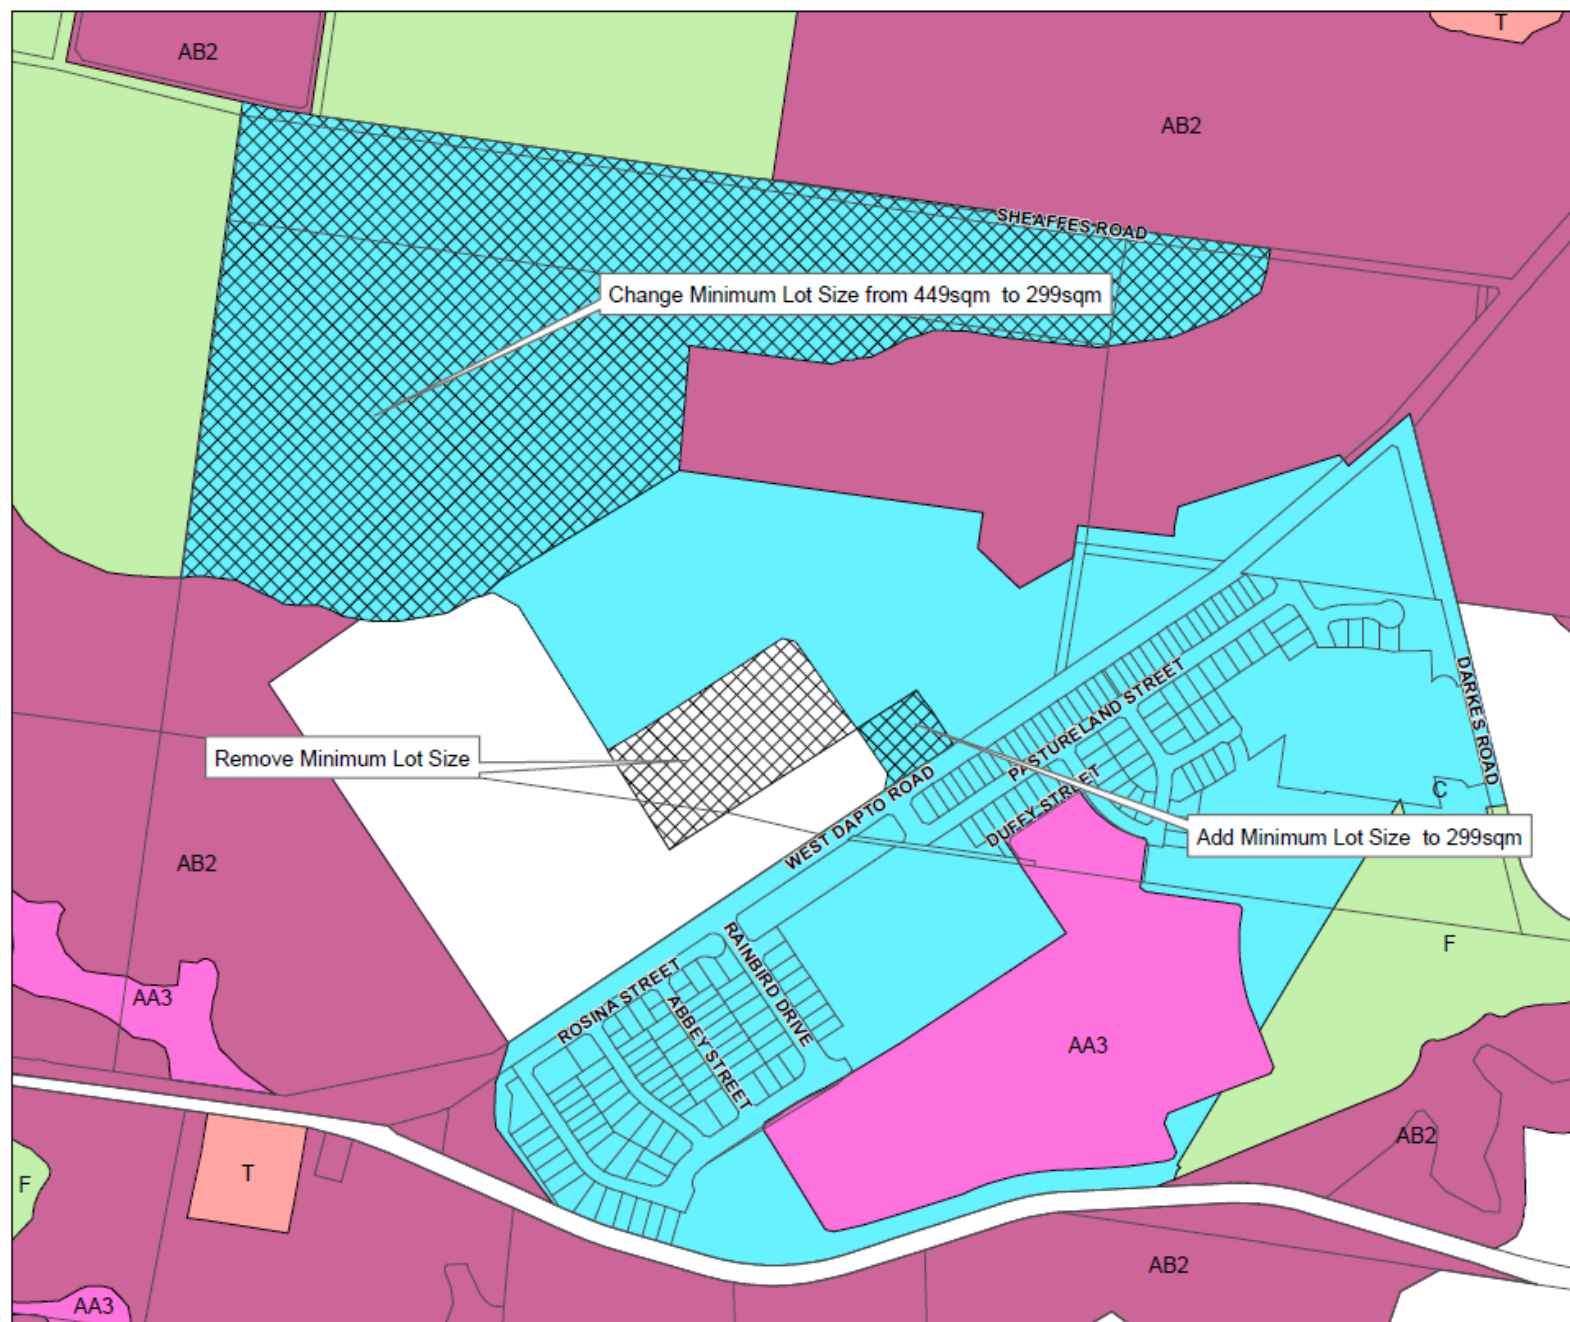 T
AB2
AB2
SHEAFFES ROAD
Change Minimum Lot Size from 449sqm to 299sqm
DARKES ROAD
PASTURELAND STREET
Remove Minimum Lot Size
WEST DAPTO ROAD
DUFFY STREET
C
Add Minimum Lot Size to 299sqm
AB2
F
RAINBIRD DRIVE
ROSINA STREET
ABBEY STREET
AA3
AA3
AB2
T
F
AB2
AA3